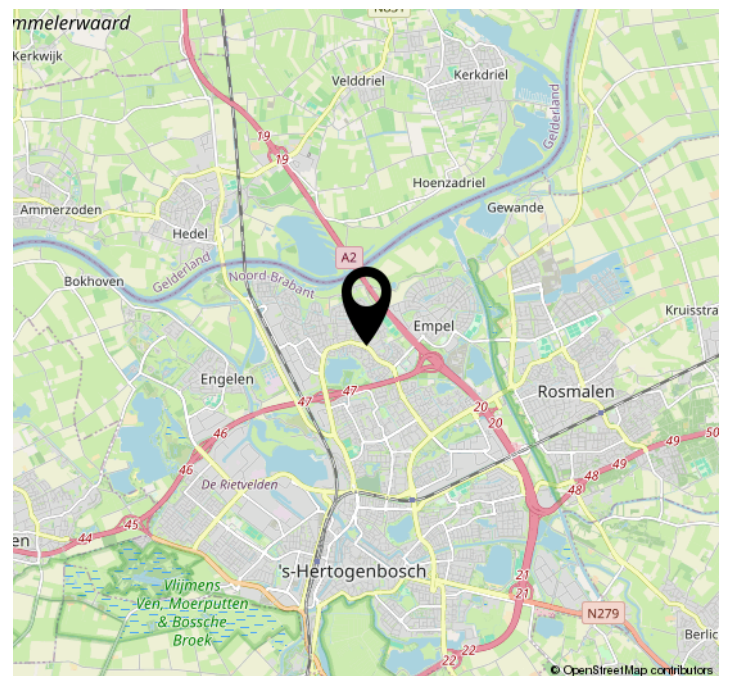 mmelerwaard
Kerkwijk
Velddriel
Kerkdriel
Gelderland
19
19
Hoenzadriel
Ammerzoden
Gewande
Hedel
A2
Gelderland
Noord-Brabant
Bokhoven
Kruisstra
Empel
Engelen
47
47
Rosmalen
20
20
46
46
50
49
49
48
48
De Rietvelden
en
44
45
's-Hertogenbosch
21
21
Vlijmens
Ven, Moerputten
& Bossche
Broek
N279
Berlic
22
22
© OpenStreetMap contributors